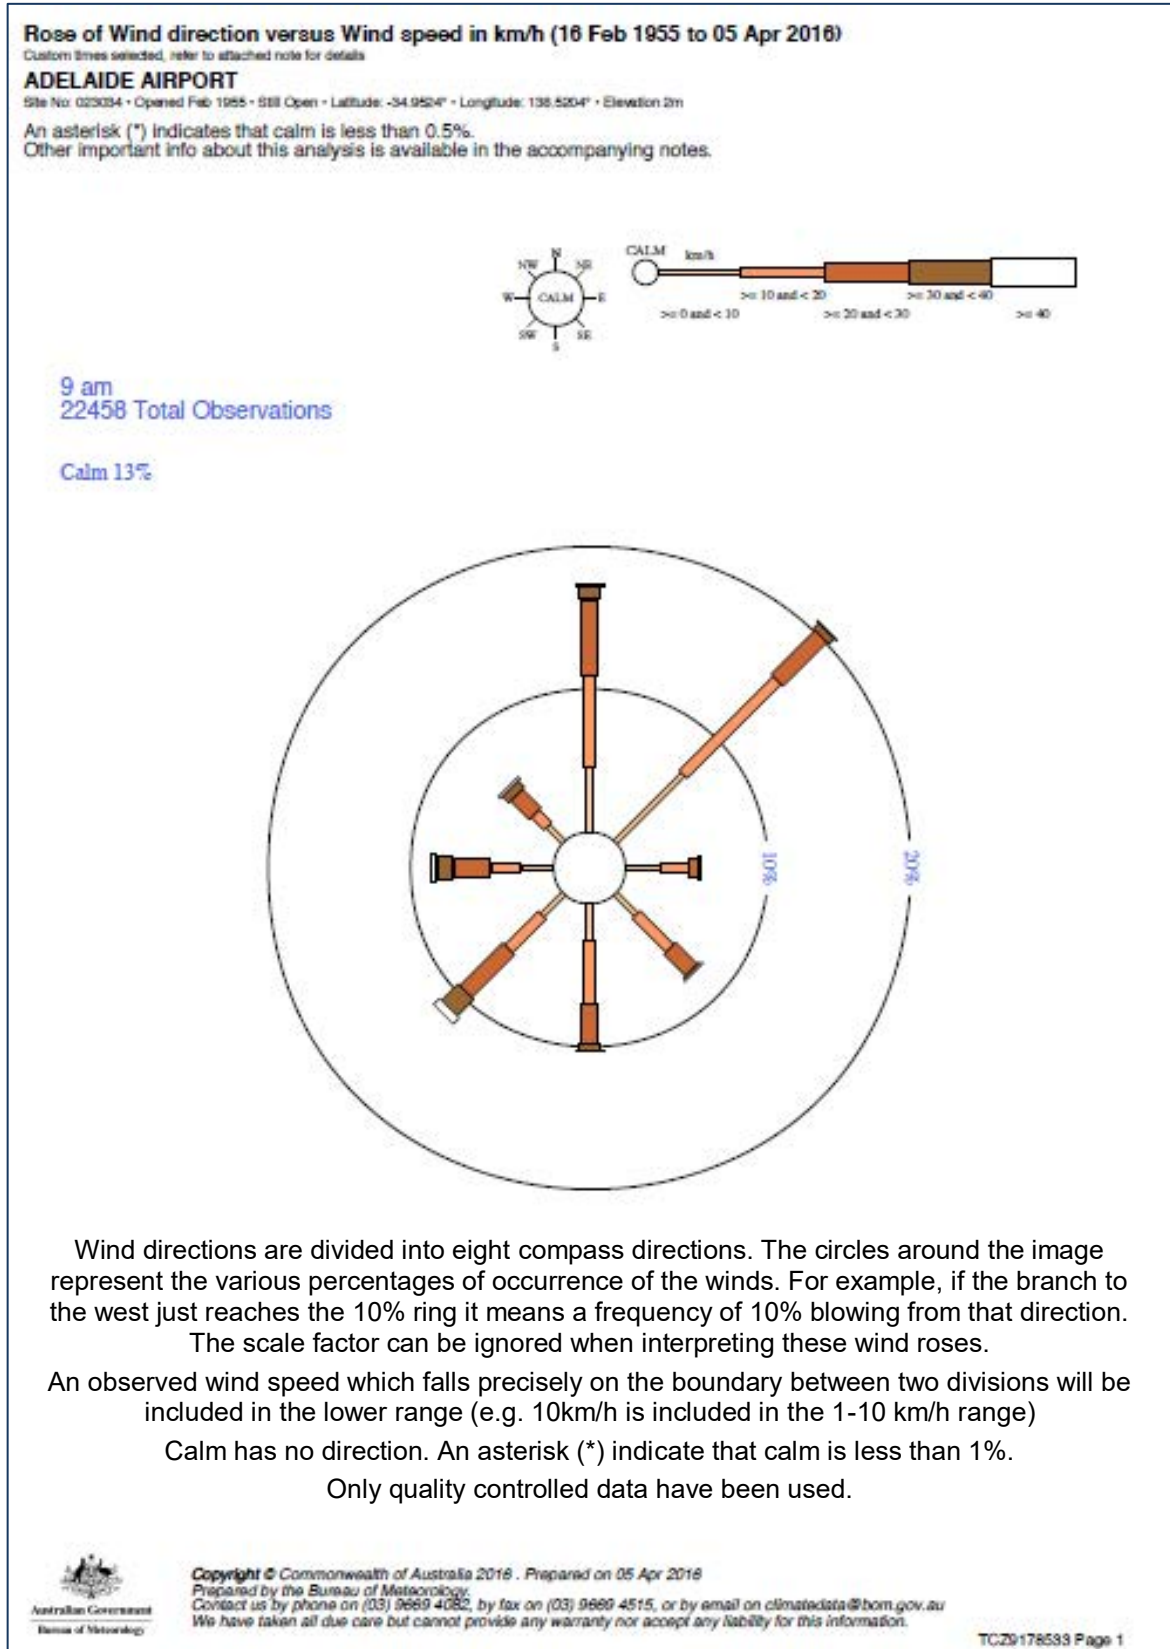 Rose of Wind direction versus Wind speed in km/h (16 Feb 1955 to 05 Apr 2016)
Custom times selected, refer to attached note for details
ADELAIDE AIRPORT
Site No: 023034 • Opened Feb 1955 • Still Open • Latitude: -34.9524° • Longitude: 138.5204° • Elevation 2m
An asterisk (*) indicates that calm is less than 0.5%.
Other important info about this analysis is available in the accompanying notes.
N
NW NE
W CALM E
SW SE
S
CALM km/h
>= 10 and < 20 >= 30 and < 40
>= 0 and < 10 >= 20 and < 30 >= 40
9 am
22458 Total Observations
Calm 13%
10%
20%
Wind directions are divided into eight compass directions. The circles around the image
represent the various percentages of occurrence of the winds. For example, if the branch to
the west just reaches the 10% ring it means a frequency of 10% blowing from that direction.
The scale factor can be ignored when interpreting these wind roses.
An observed wind speed which falls precisely on the boundary between two divisions will be
included in the lower range (e.g. 10km/h is included in the 1-10 km/h range)
Calm has no direction. An asterisk (*) indicate that calm is less than 1%.
Only quality controlled data have been used.
Australian Government
Bureau of Meteorology
Copyright © Commonwealth of Australia 2016 . Prepared on 05 Apr 2016
Prepared by the Bureau of Meteorology.
Contact us by phone on (03) 9669 4082, by fax on (03) 9669 4515, or by email on climatedata@bom.gov.au
We have taken all due care but cannot provide any warranty nor accept any liability for this information.
TCZ9178533 Page 1